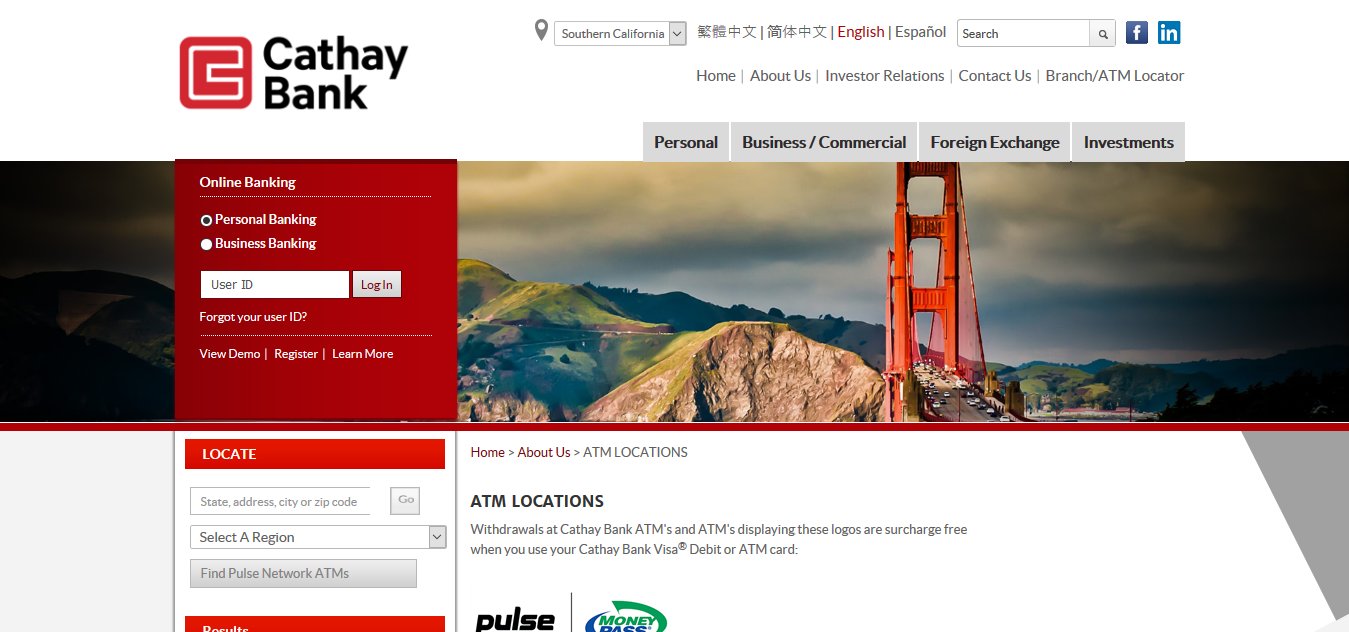 Cathay
Bank
Southern California
繁體中文 | 简体中文 | English | Español
Search
Home | About Us | Investor Relations | Contact Us | Branch/ATM Locator
Personal
Business / Commercial
Foreign Exchange
Investments
Online Banking
Personal Banking
Business Banking
User ID
Log In
Forgot your user ID?
View Demo | Register | Learn More
LOCATE
State, address, city or zip code
Go
Select A Region
Find Pulse Network ATMs
Results
Home > About Us > ATM LOCATIONS
ATM LOCATIONS
Withdrawals at Cathay Bank ATM's and ATM's displaying these logos are surcharge free
when you use your Cathay Bank Visa® Debit or ATM card:
pulse
MONEY
PASS